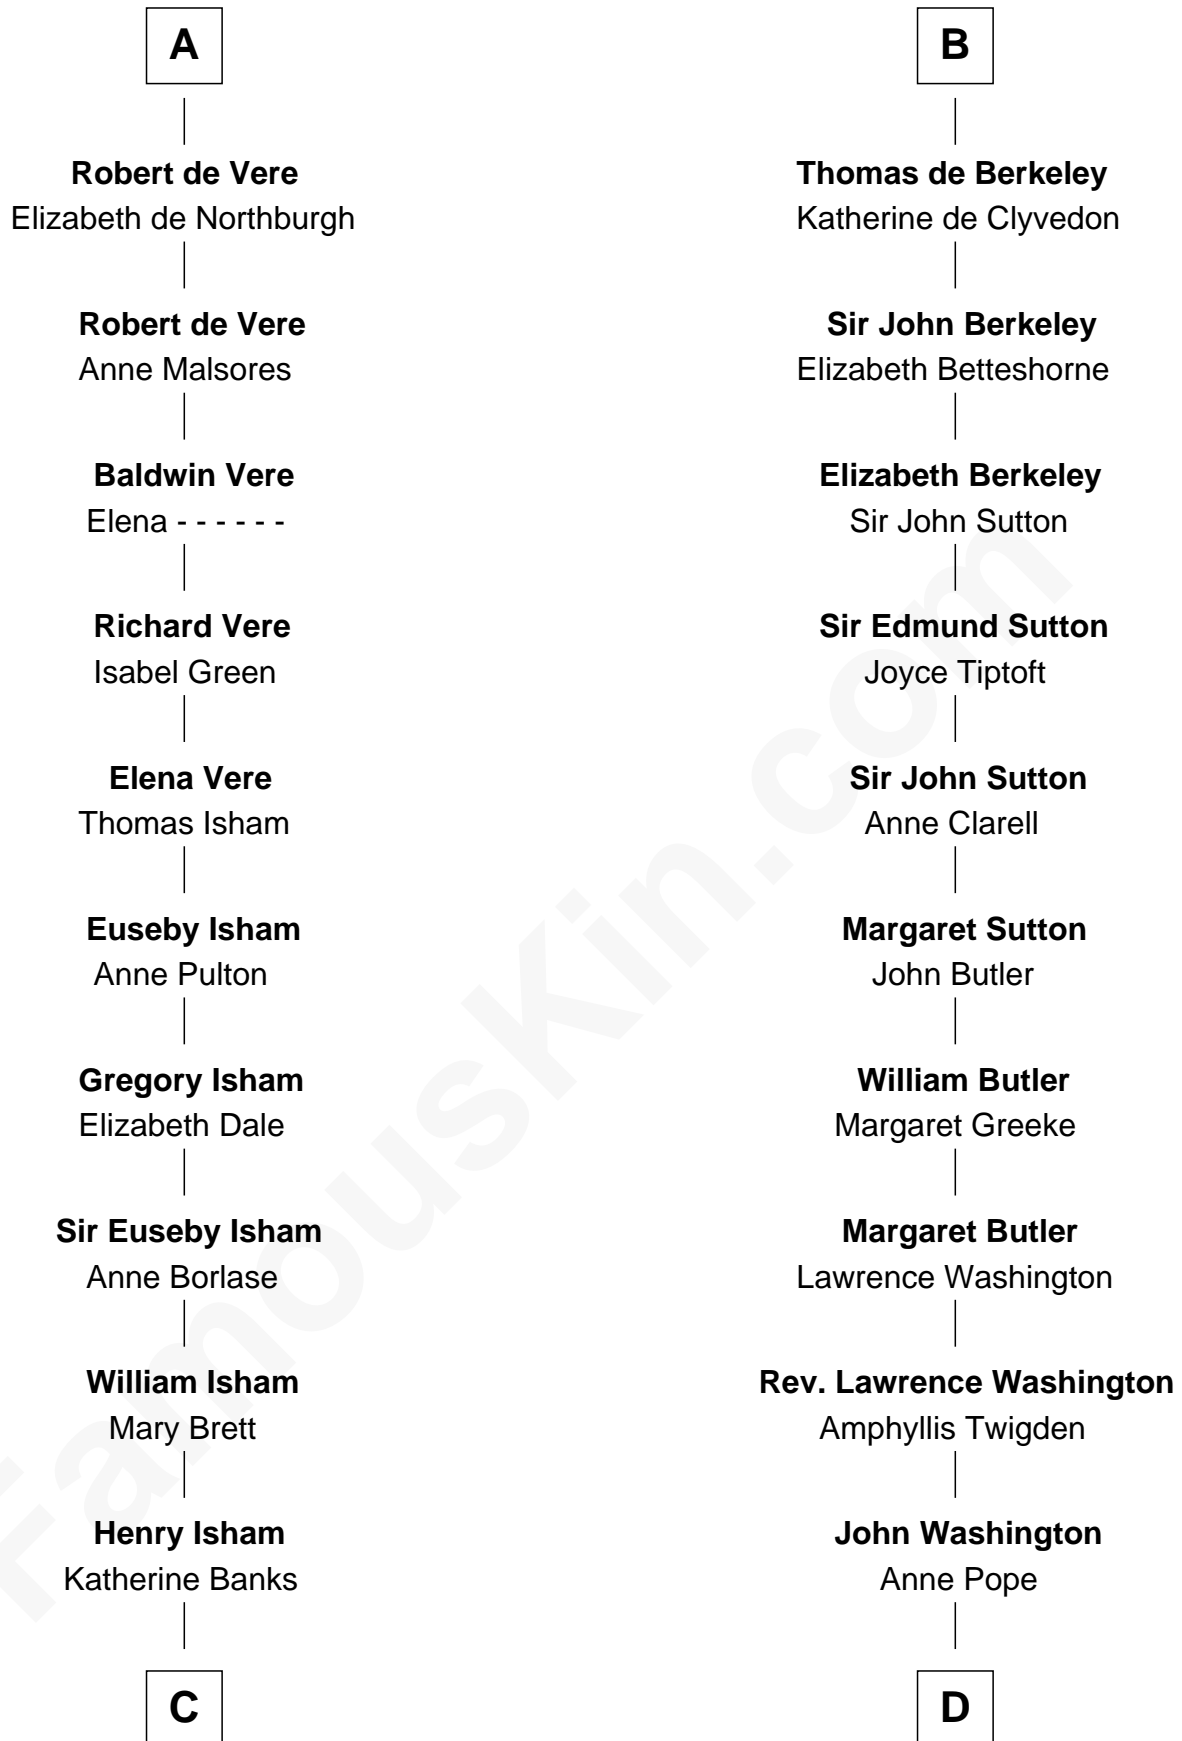 A
Robert de Vere
Elizabeth de Northburgh
Robert de Vere
Anne Malsores
Baldwin Vere
Elena - - - - - -
Richard Vere
Isabel Green
Elena Vere
Thomas Isham
Euseby Isham
Anne Pulton
Gregory Isham
Elizabeth Dale
Sir Euseby Isham
Anne Borlase
William Isham
Mary Brett
Henry Isham
Katherine Banks
C
B
Thomas de Berkeley
Katherine de Clyvedon
Sir John Berkeley
Elizabeth Betteshorne
Elizabeth Berkeley
Sir John Sutton
Sir Edmund Sutton
Joyce Tiptoft
Sir John Sutton
Anne Clarell
Margaret Sutton
John Butler
William Butler
Margaret Greeke
Margaret Butler
Lawrence Washington
Rev. Lawrence Washington
Amphyllis Twigden
John Washington
Anne Pope
D
FamousKin.com